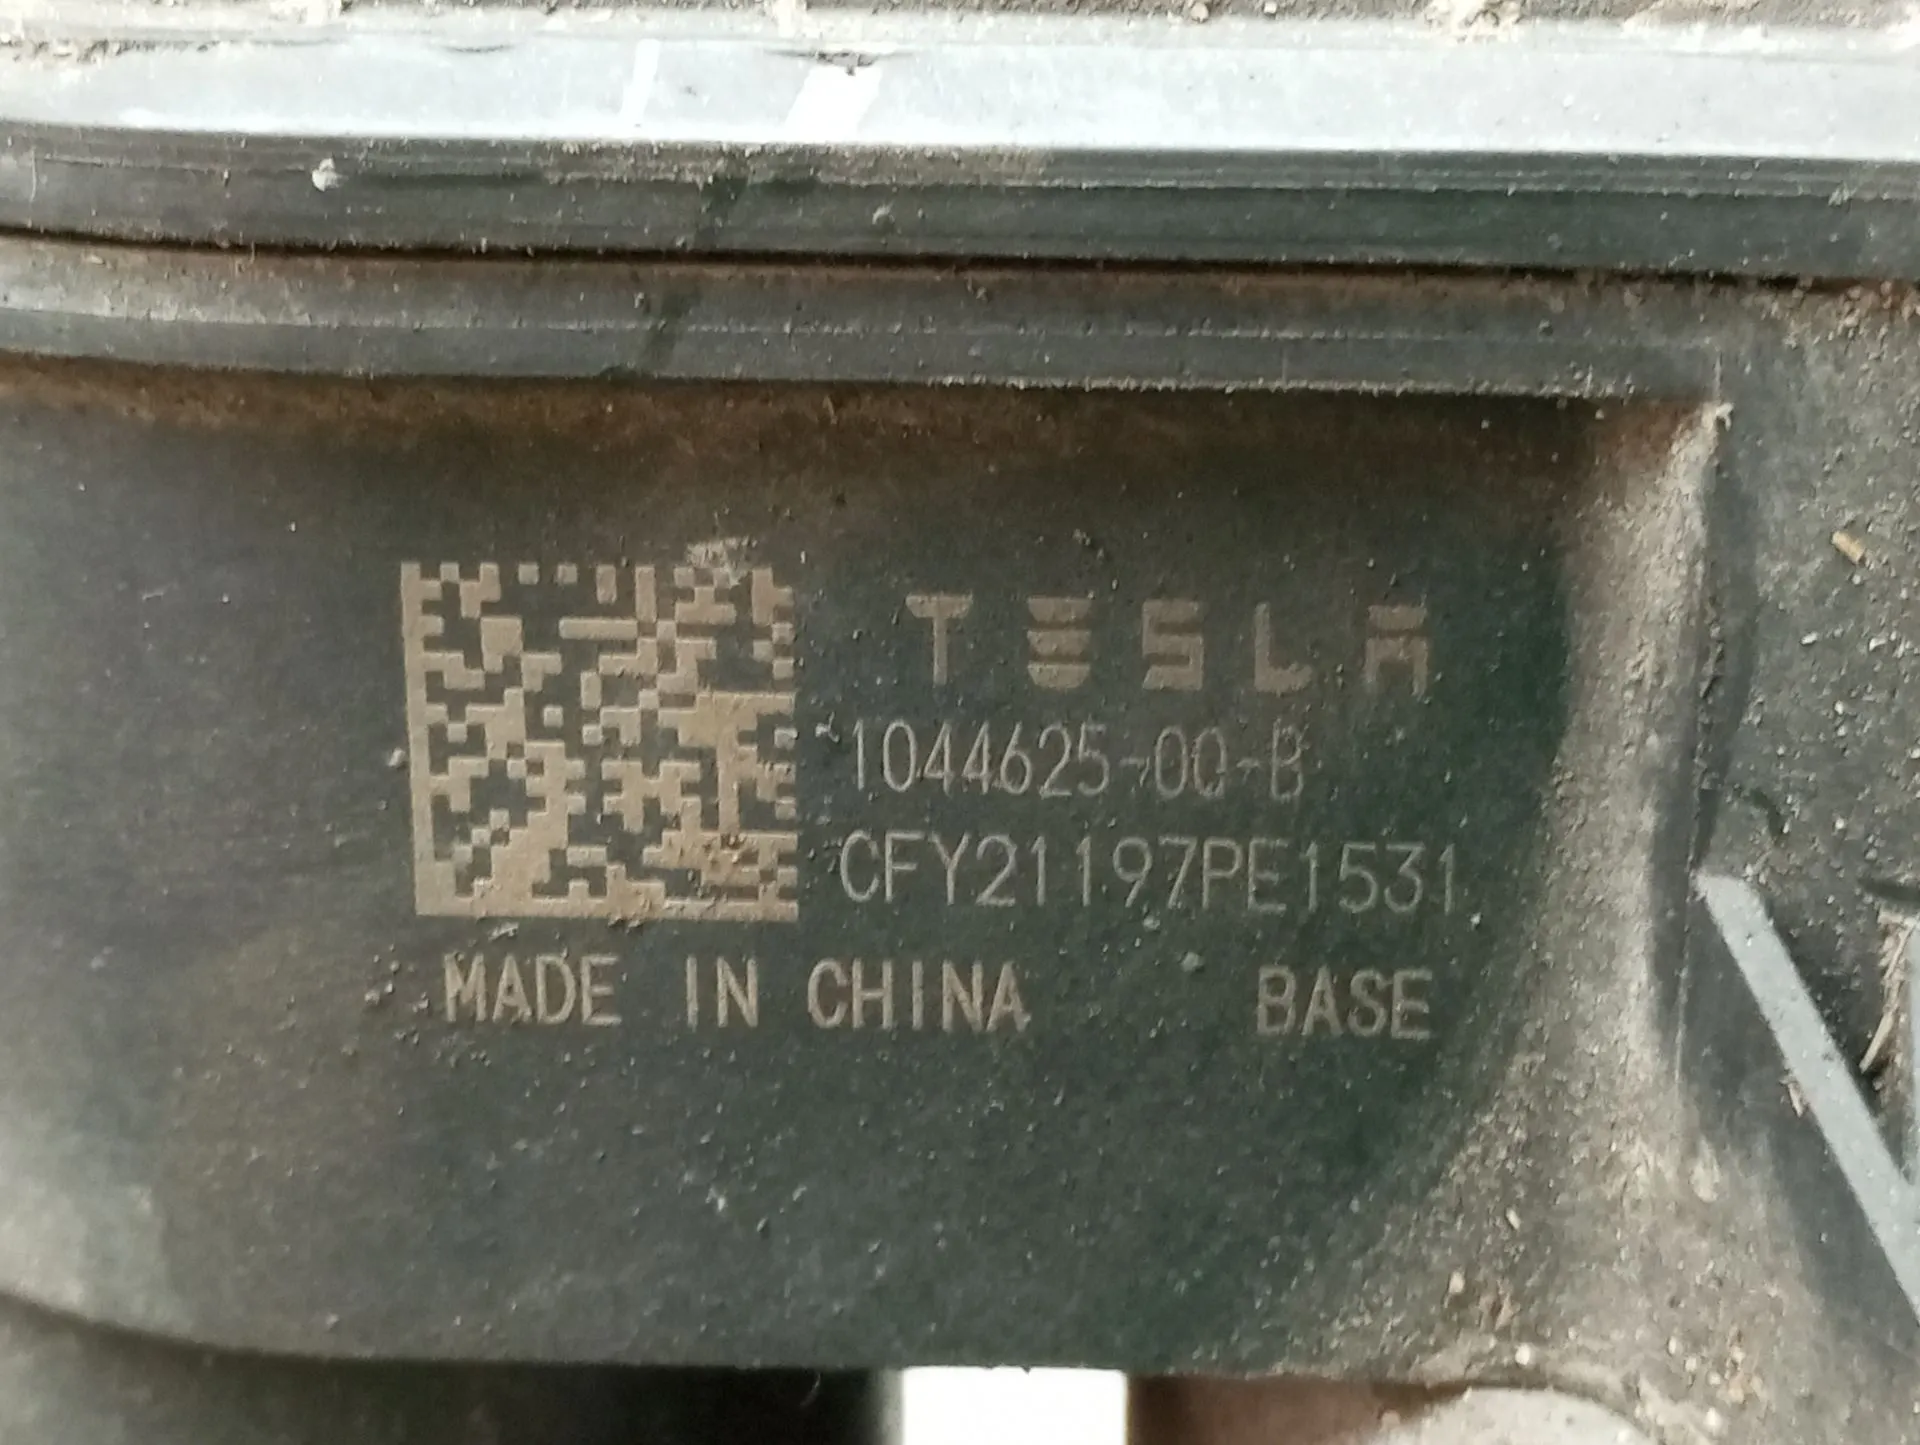 TESLA
1044625-00-B
CFY21197PE1531
MADE IN CHINA BASE